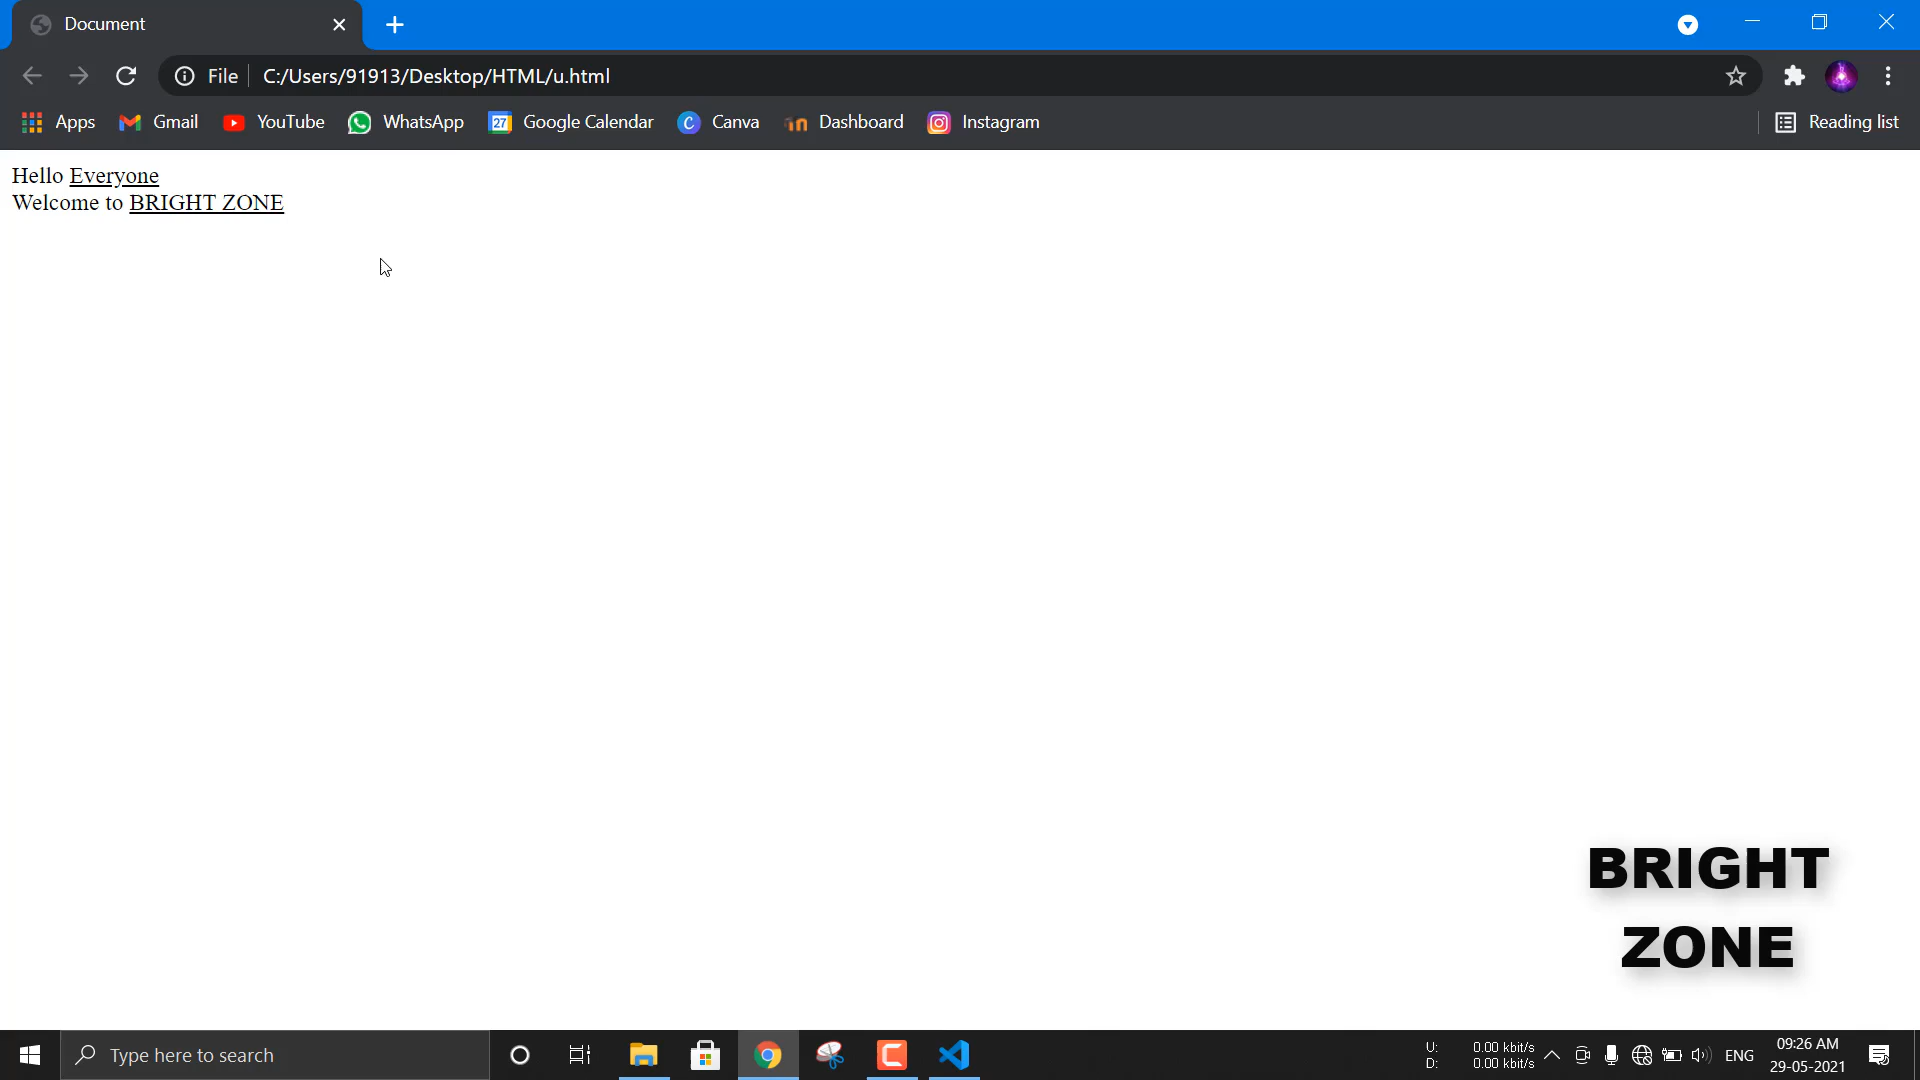 Document
File
C:/Users/91913/Desktop/HTML/u.html
Apps
Gmail
YouTube
WhatsApp
27
Google Calendar
Canva
Dashboard
Instagram
Reading list
Hello Everyone
Welcome to BRIGHT ZONE
BRIGHT
ZONE
Type here to search
U: 0.00 kbit/s
D: 0.00 kbit/s
ENG
09:26 AM
29-05-2021